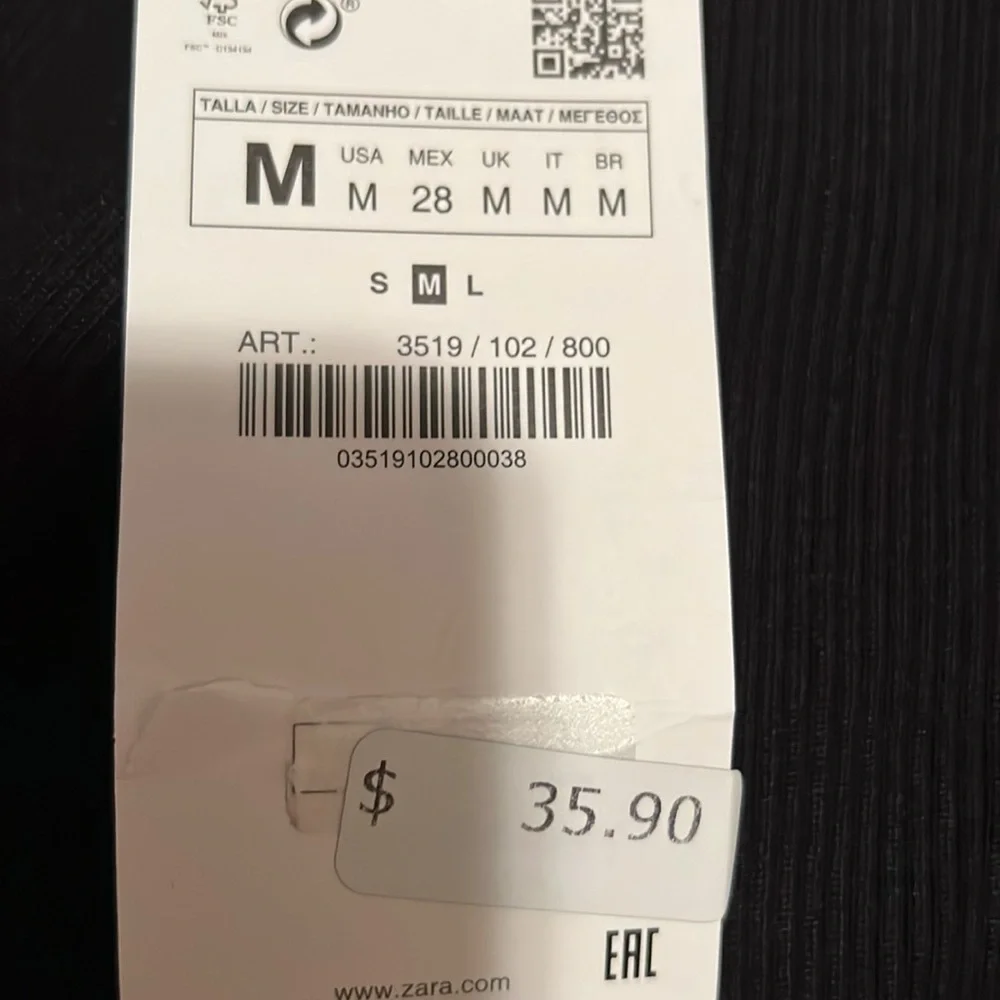 FSC
MIX
®
TALLA / SIZE / TAMANHO / TAILLE / MAAT / ΜΕΓΕΘΟΣ
M
USA MEX UK IT BR
M 28 M M M
S M L
ART.: 3519 / 102 / 800
03519102800038
$ 35.90
EAC
www.zara.com